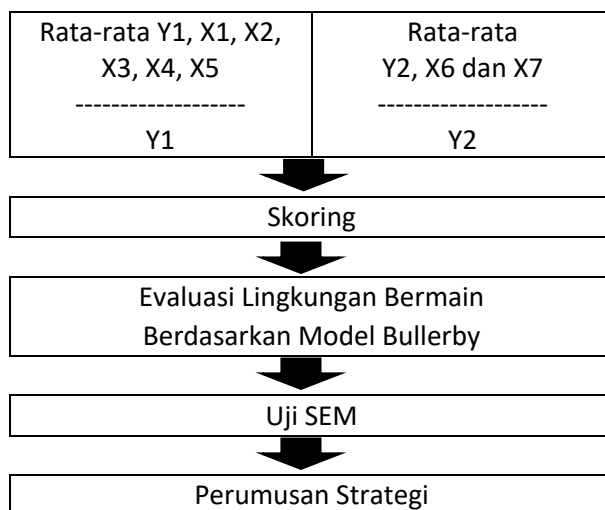 Rata-rata Y1, X1, X2,
X3, X4, X5
-------------------
Y1
Rata-rata
Y2, X6 dan X7
-------------------
Y2
Skoring
Evaluasi Lingkungan Bermain
Berdasarkan Model Bullerby
Uji SEM
Perumusan Strategi